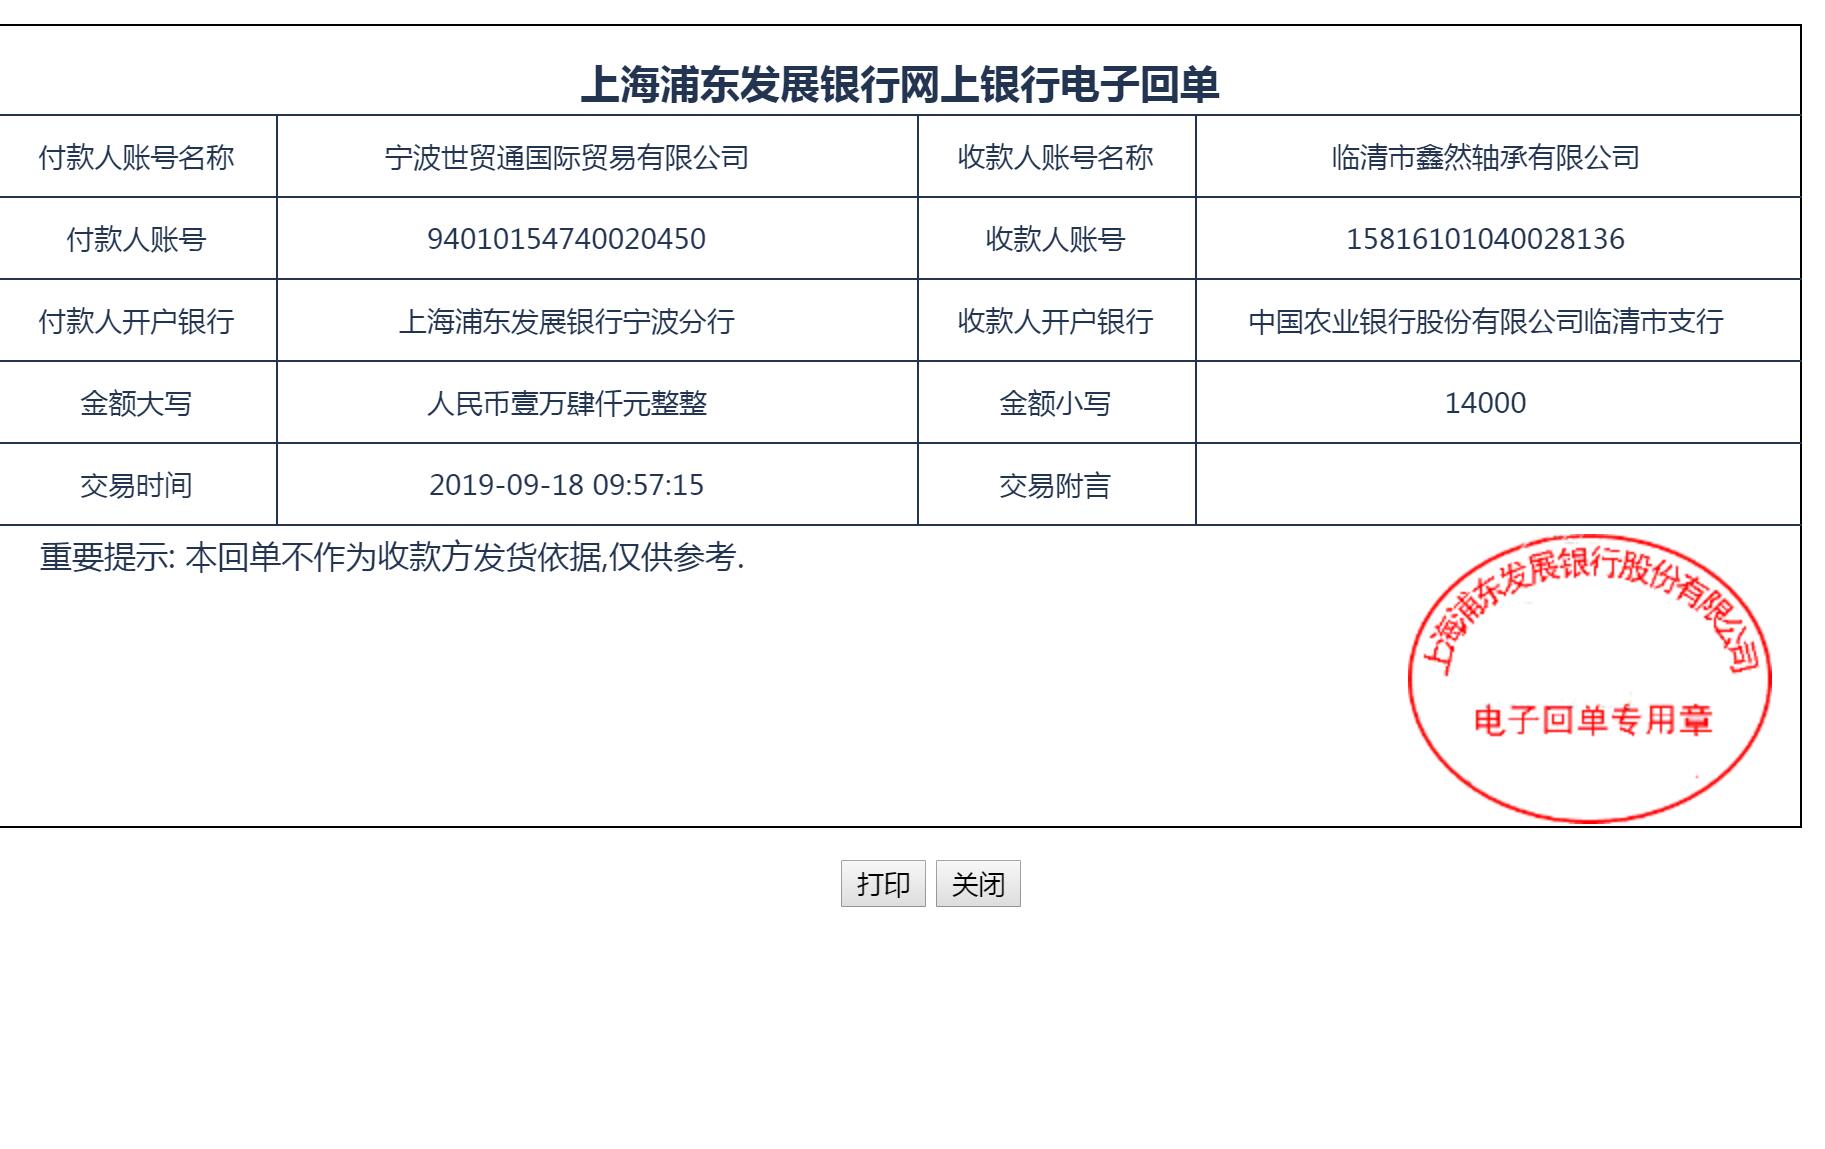 上海浦东发展银行网上银行电子回单
付款人账号名称 宁波世贸通国际贸易有限公司 收款人账号名称 临清市鑫然轴承有限公司
付款人账号 94010154740020450 收款人账号 15816101040028136
付款人开户银行 上海浦东发展银行宁波分行 收款人开户银行 中国农业银行股份有限公司临清市支行
金额大写 人民币壹万肆仟元整整 金额小写 14000
交易时间 2019-09-18 09:57:15 交易附言
重要提示: 本回单不作为收款方发货依据,仅供参考.
上海浦东发展银行股份有限公司
电子回单专用章
打印 关闭